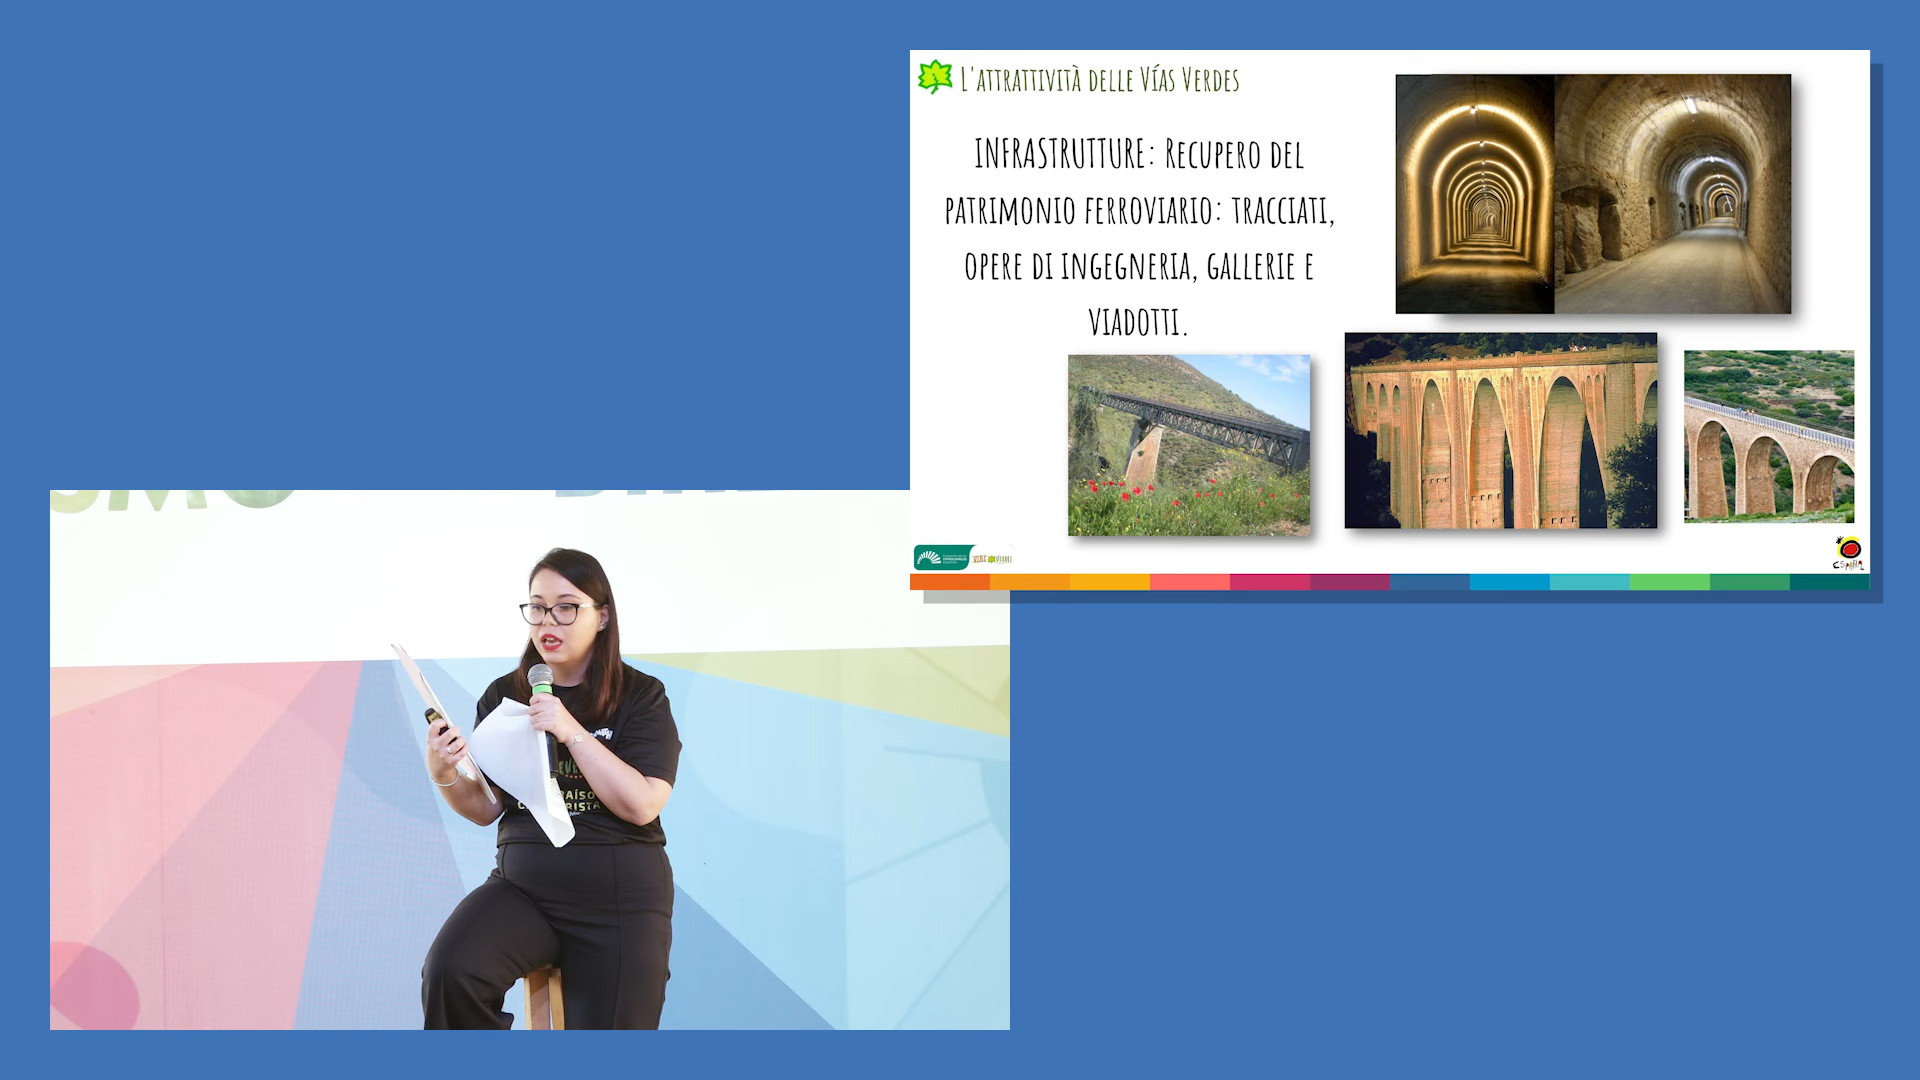 L'attrattività delle Vías Verdes
INFRASTRUTTURE: Recupero del
patrimonio ferroviario: tracciati,
opere di ingegneria, gallerie e
viadotti.